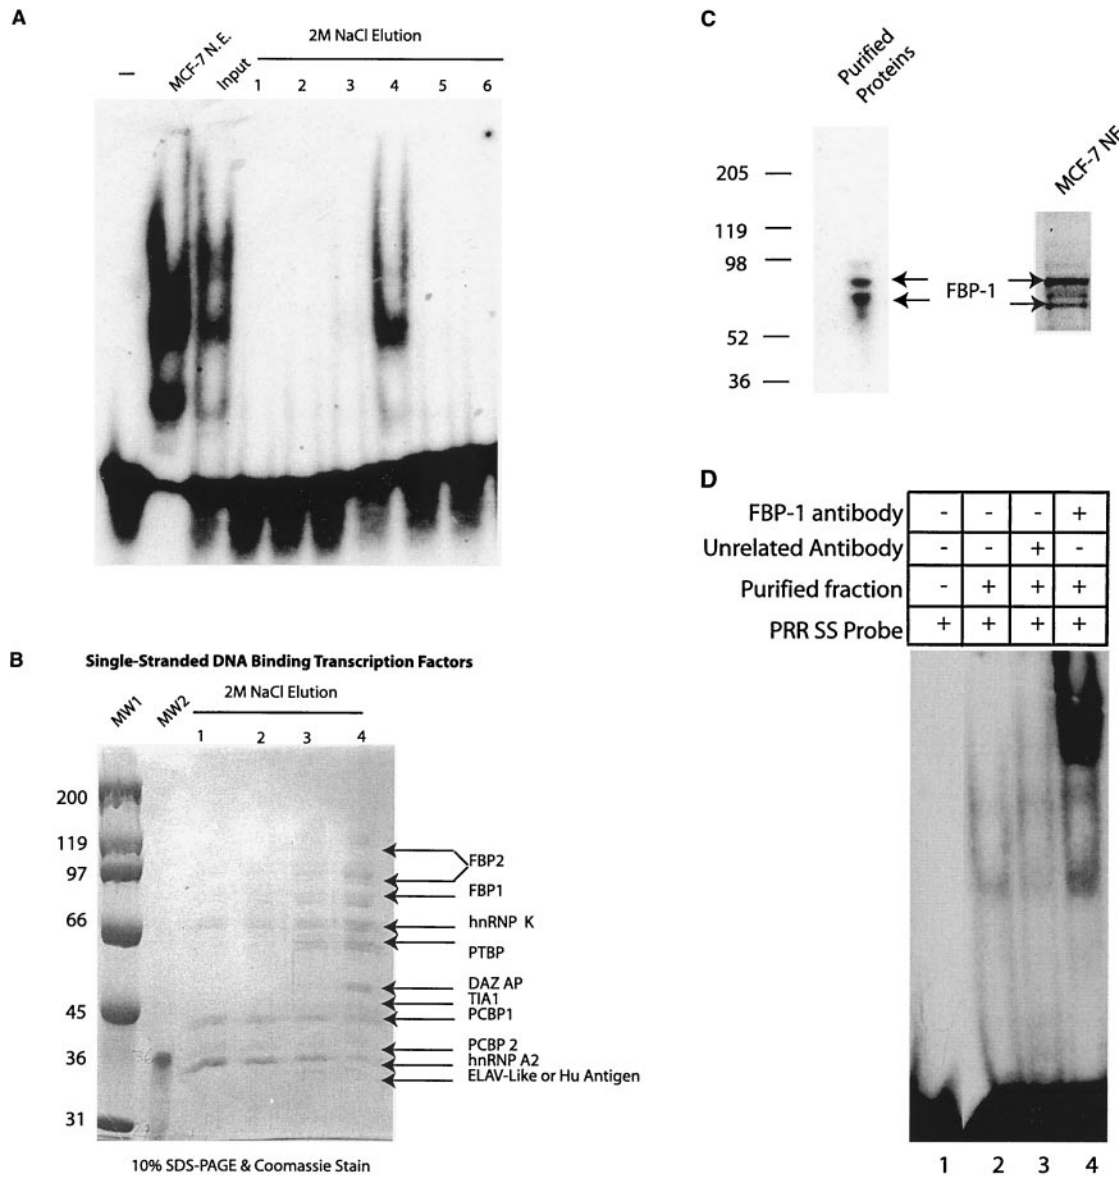 A
2M NaCl Elution
– MCF-7 N.E. Input 1 2 3 4 5 6
B
Single-Stranded DNA Binding Transcription Factors
2M NaCl Elution
MW1 MW2 1 2 3 4
200
119
97
66
45
36
31
FBP2
FBP1
hnRNP K
PTBP
DAZ AP
TIA1
PCBP1
PCBP 2
hnRNP A2
ELAV-Like or Hu Antigen
10% SDS-PAGE & Coomassie Stain
C
Purified
Proteins
MCF-7 NE
205
119
98
52
36
FBP-1
D
FBP-1 antibody - - - +
Unrelated Antibody - - + -
Purified fraction - + + +
PRR SS Probe + + + +
1 2 3 4